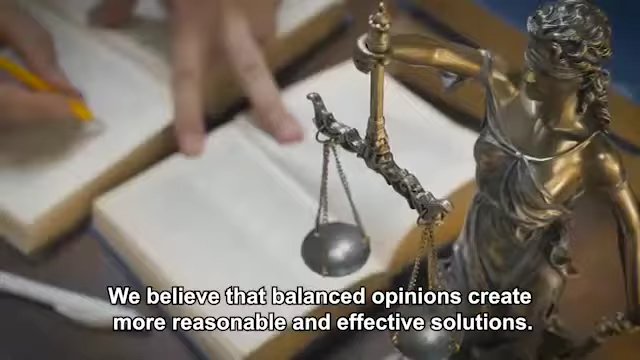 We believe that balanced opinions create
more reasonable and effective solutions.